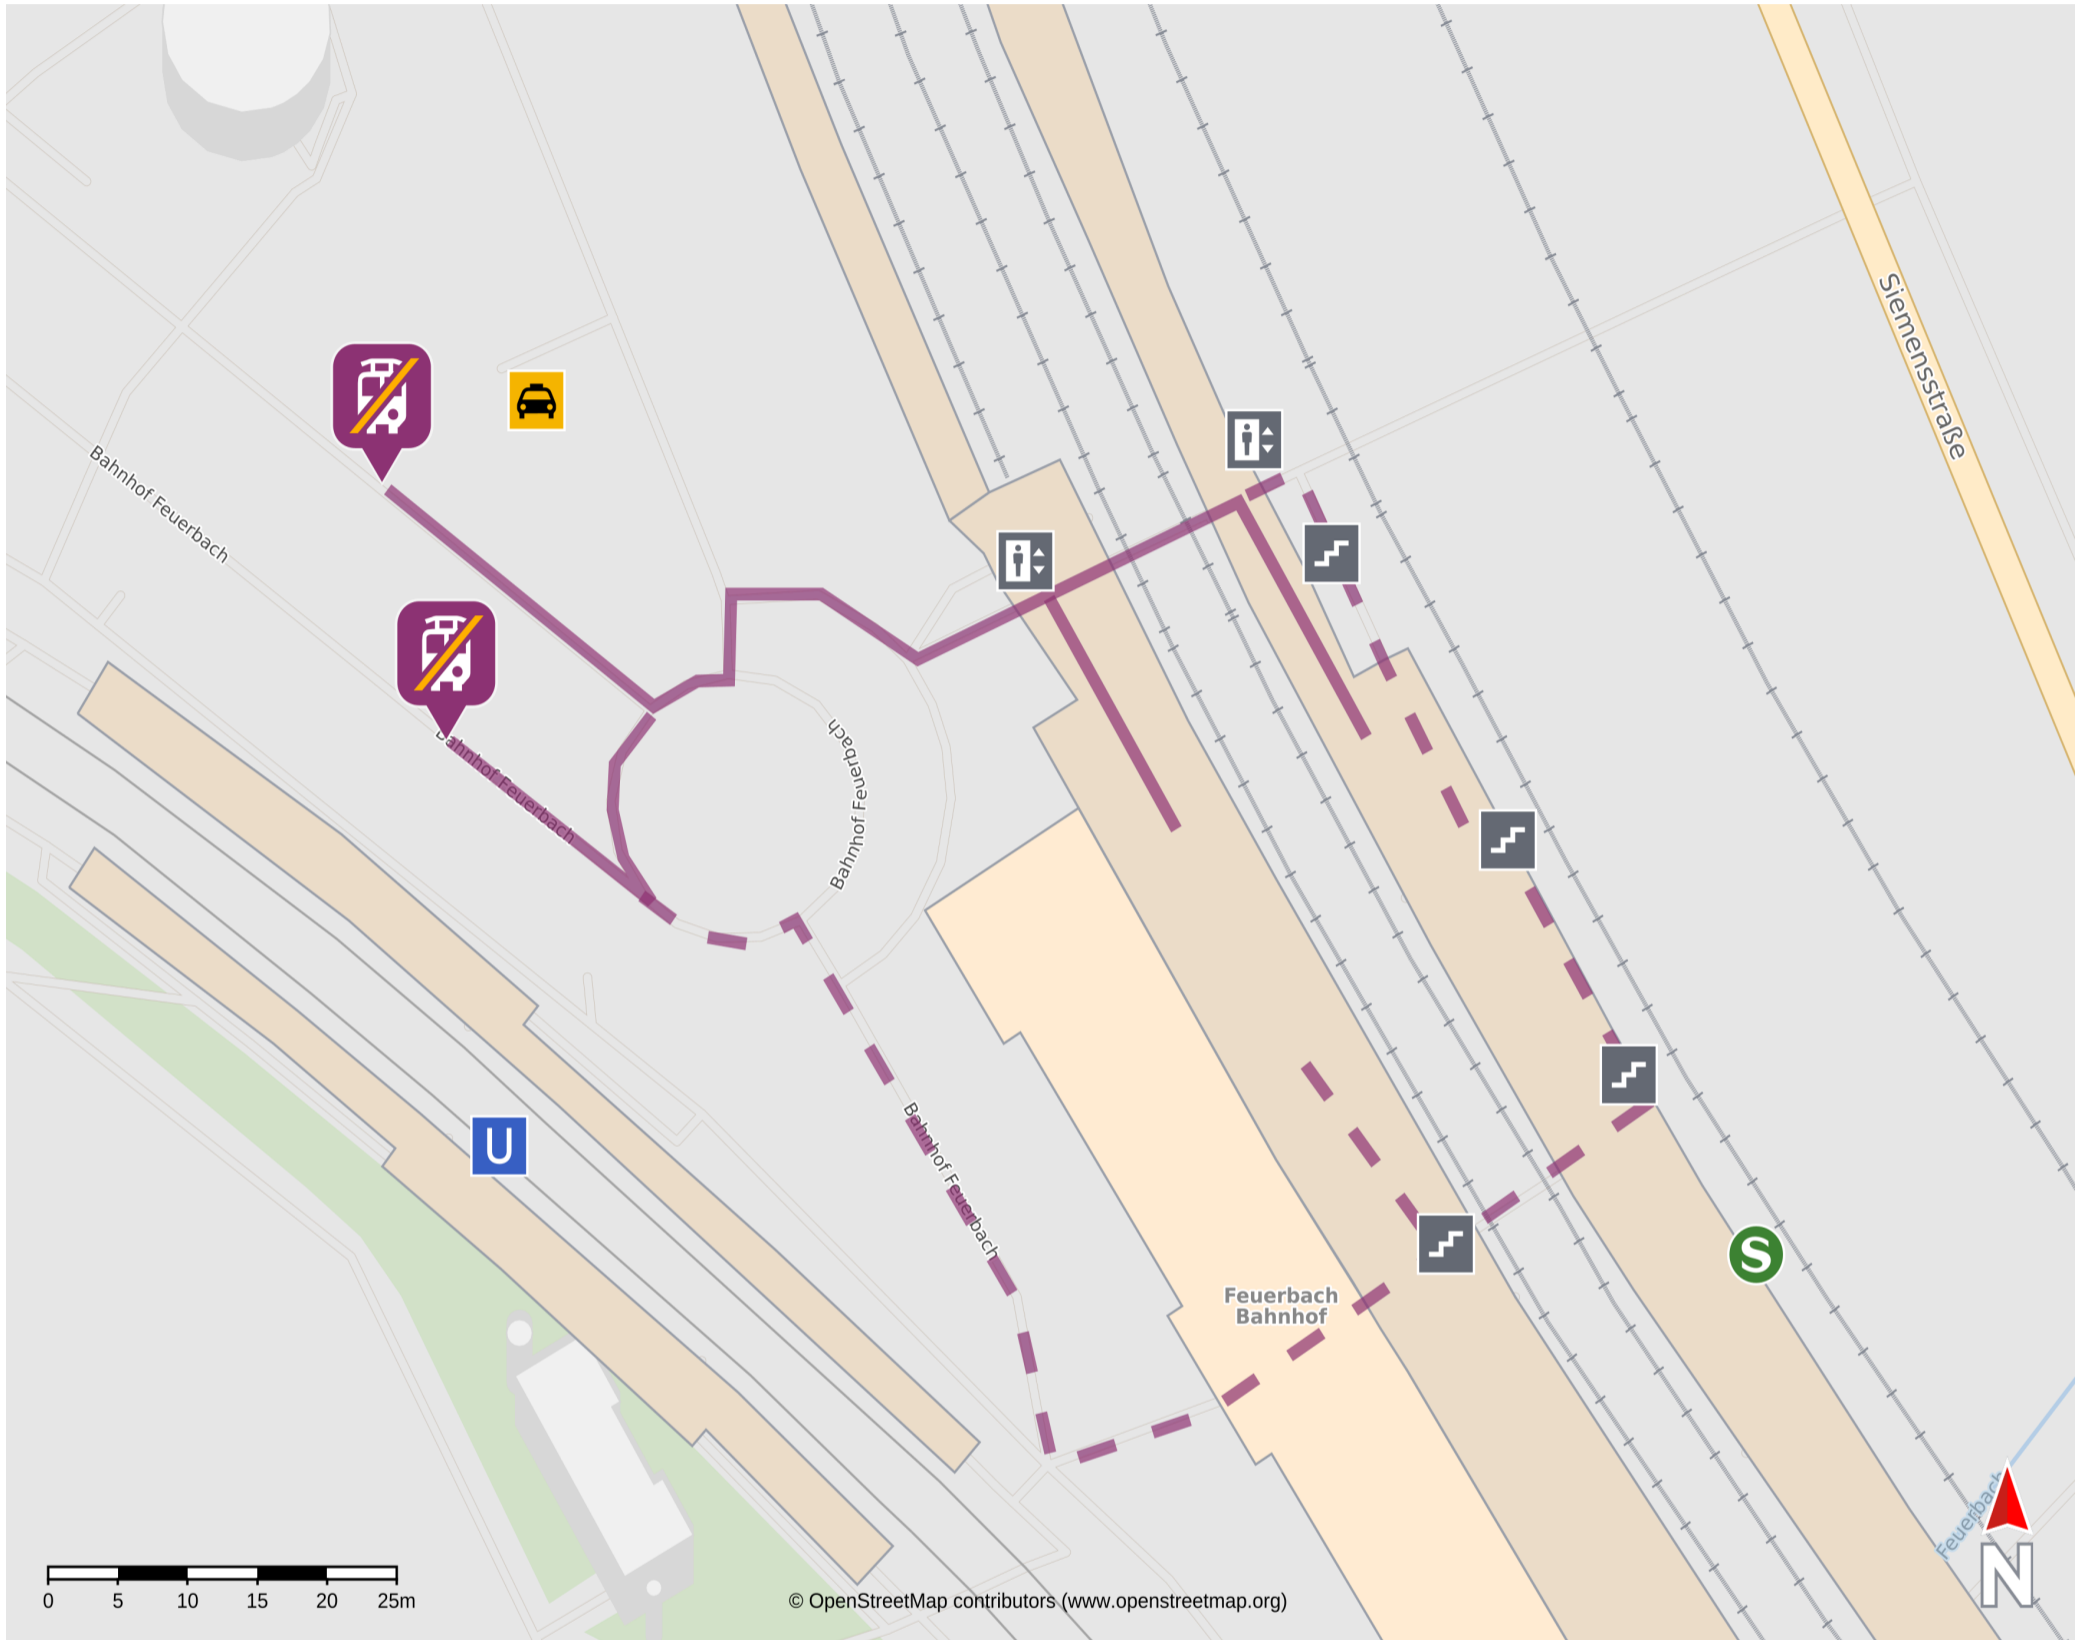 Siemensstraße
Bahnhof Feuerbach
Bahnhof Feuerbach
Bahnhof Feuerbach
Bahnhof Feuerbach
U
S
Feuerbach
Bahnhof
Feuerbach
N
0 5 10 15 20 25m
© OpenStreetMap contributors (www.openstreetmap.org)